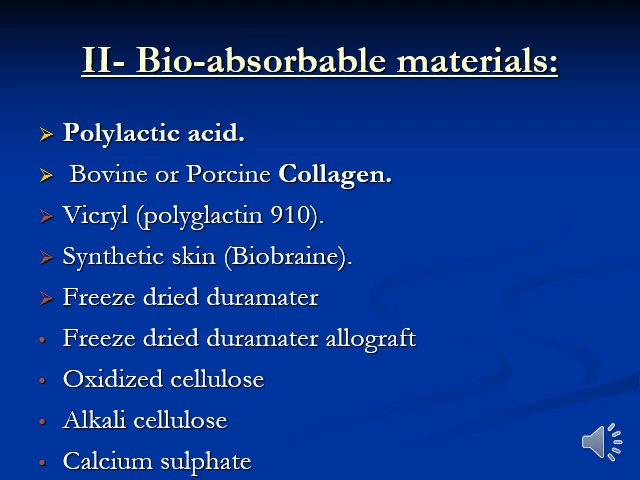 II- Bio-absorbable materials:
Polylactic acid.
Bovine or Porcine Collagen.
Vicryl (polyglactin 910).
Synthetic skin (Biobraine).
Freeze dried duramater
Freeze dried duramater allograft
Oxidized cellulose
Alkali cellulose
Calcium sulphate